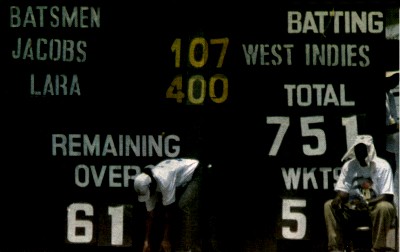 BATSMEN
JACOBS 107
LARA 400
BATTING
WEST INDIES
TOTAL
751
WKTS
5
REMAINING
OVERS
61